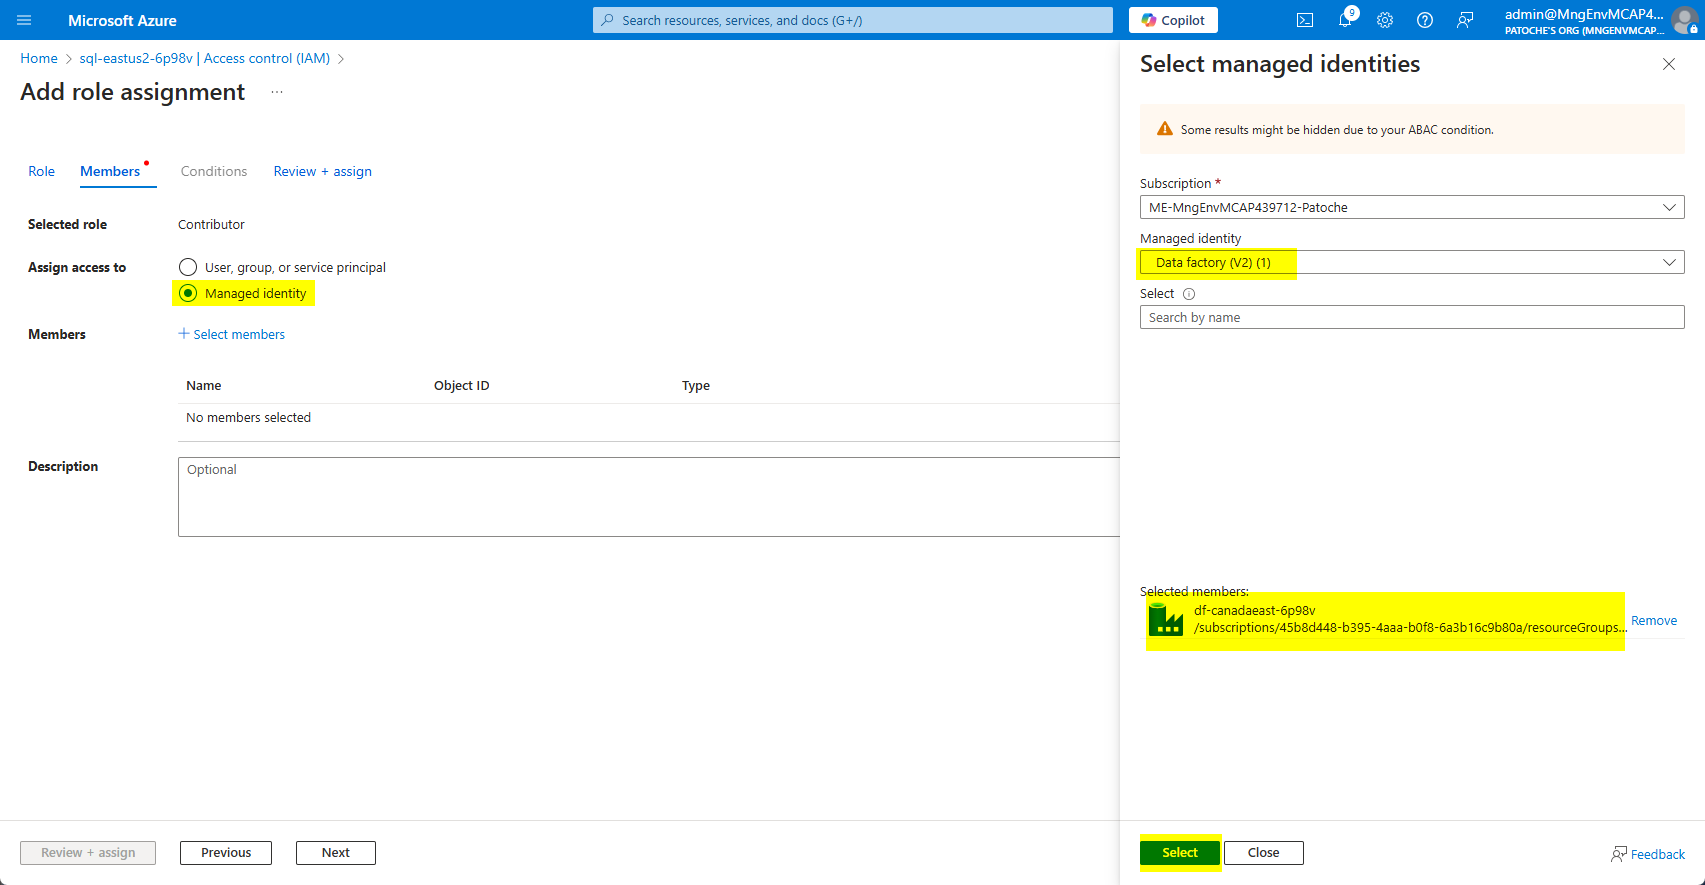 Microsoft Azure
Search resources, services, and docs (G+/)
Copilot
9
admin@MngEnvMCAP4...
PATOCHE'S ORG (MNGENVMCAP...
Home > sql-eastus2-6p98v | Access control (IAM) >
Add role assignment ...
Role Members Conditions Review + assign
Selected role Contributor
Assign access to User, group, or service principal
Managed identity
Members + Select members
Name Object ID Type
No members selected
Description Optional
Review + assign Previous Next
Select managed identities
Some results might be hidden due to your ABAC condition.
Subscription *
ME-MngEnvMCAP439712-Patoche
Managed identity
Data factory (V2) (1)
Select
Search by name
Selected members:
df-canadaeast-6p98v
/subscriptions/45b8d448-b395-4aaa-b0f8-6a3b16c9b80a/resourceGroups...
Remove
Select Close Feedback